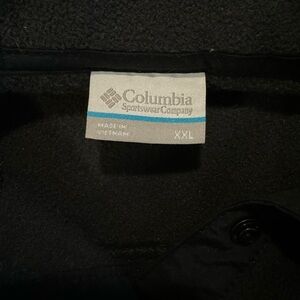 Columbia
Sportswear Company
MADE IN
VIETNAM
XXL